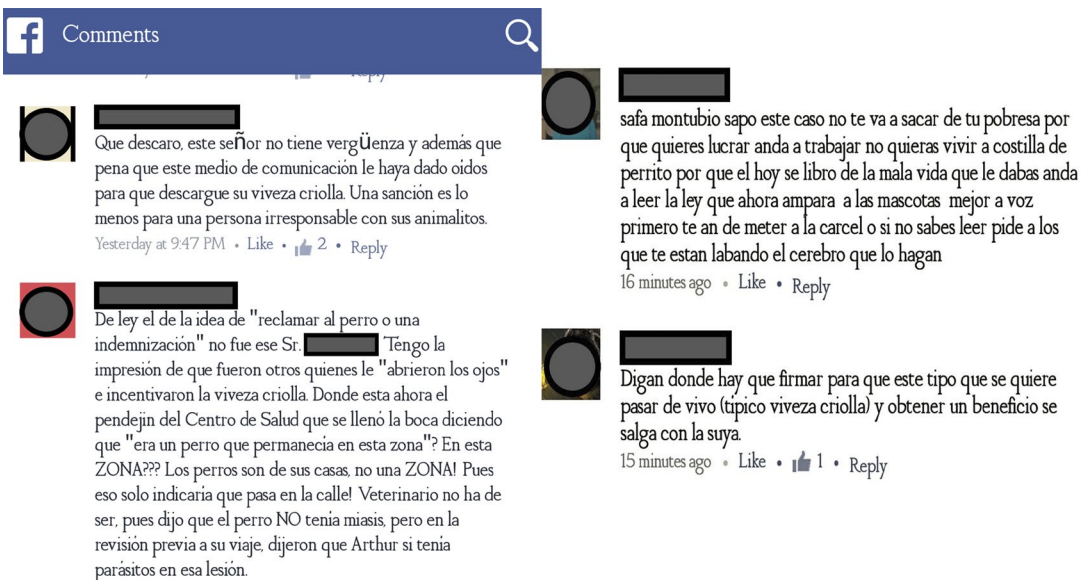 Comments
Reply
Que descaro, este señor no tiene vergüenza y además que
pena que este medio de comunicación le haya dado oídos
para que descargue su viveza criolla. Una sanción es lo
menos para una persona irresponsable con sus animalitos.
Yesterday at 9:47 PM • Like • 2 • Reply
De ley el de la idea de "reclamar al perro o una
indemnización" no fue ese Sr. Tengo la
impresión de que fueron otros quienes le "abrieron los ojos"
e incentivaron la viveza criolla. Donde esta ahora el
pendejin del Centro de Salud que se llenó la boca diciendo
que "era un perro que permanecía en esta zona"? En esta
ZONA??? Los perros son de sus casas, no una ZONA! Pues
eso solo indicaría que pasa en la calle! Veterinario no ha de
ser, pues dijo que el perro NO tenía miasis, pero en la
revisión previa a su viaje, dijeron que Arthur si tenía
parásitos en esa lesión.
safa montubio sapo este caso no te va a sacar de tu pobresa por
que quieres lucrar anda a trabajar no quieras vivir a costilla de
perrito por que el hoy se libro de la mala vida que le dabas anda
a leer la ley que ahora ampara a las mascotas mejor a voz
primero te an de meter a la carcel o si no sabes leer pide a los
que te estan labando el cerebro que lo hagan
16 minutes ago • Like • Reply
Digan donde hay que firmar para que este tipo que se quiere
pasar de vivo (típico viveza criolla) y obtener un beneficio se
salga con la suya.
15 minutes ago • Like • 1 • Reply